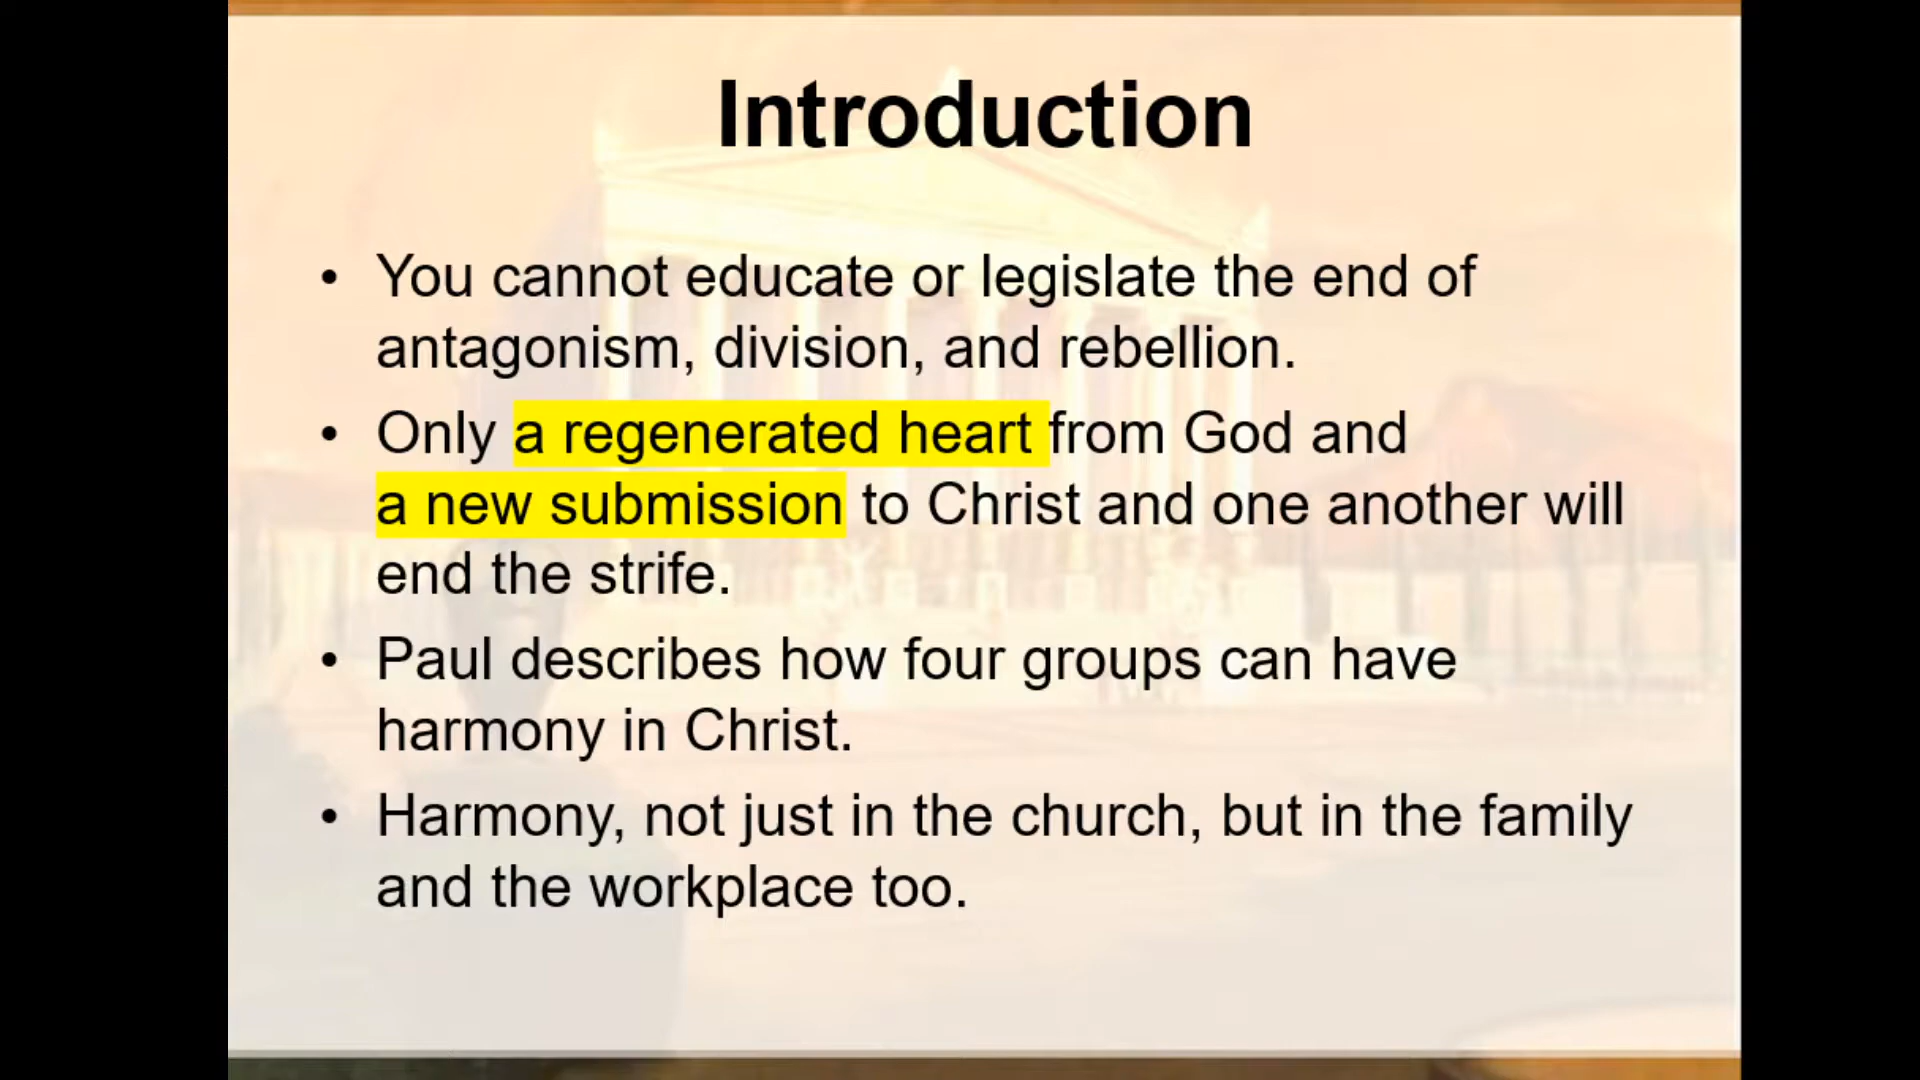 Introduction
• You cannot educate or legislate the end of
antagonism, division, and rebellion.
• Only a regenerated heart from God and
a new submission to Christ and one another will
end the strife.
• Paul describes how four groups can have
harmony in Christ.
• Harmony, not just in the church, but in the family
and the workplace too.